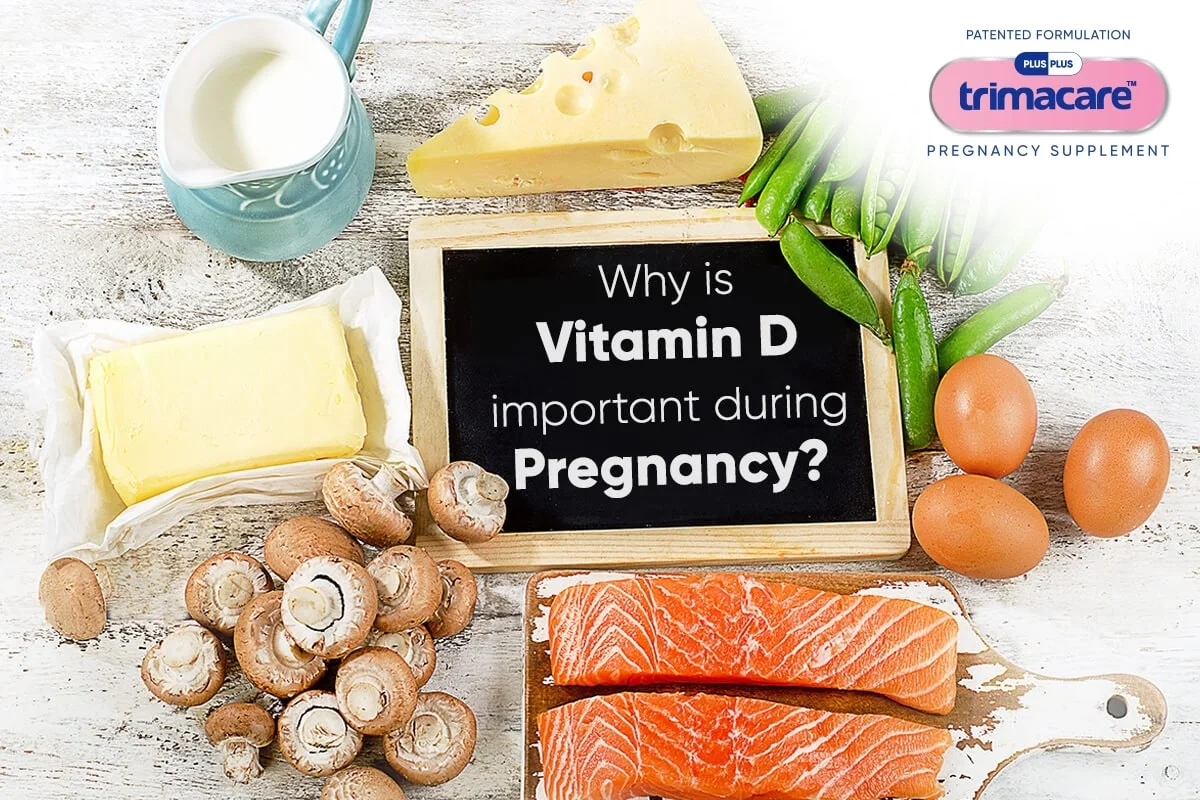 PATENTED FORMULATION
PLUS PLUS
trimacare™
PREGNANCY SUPPLEMENT
Why is
Vitamin D
important during
Pregnancy?